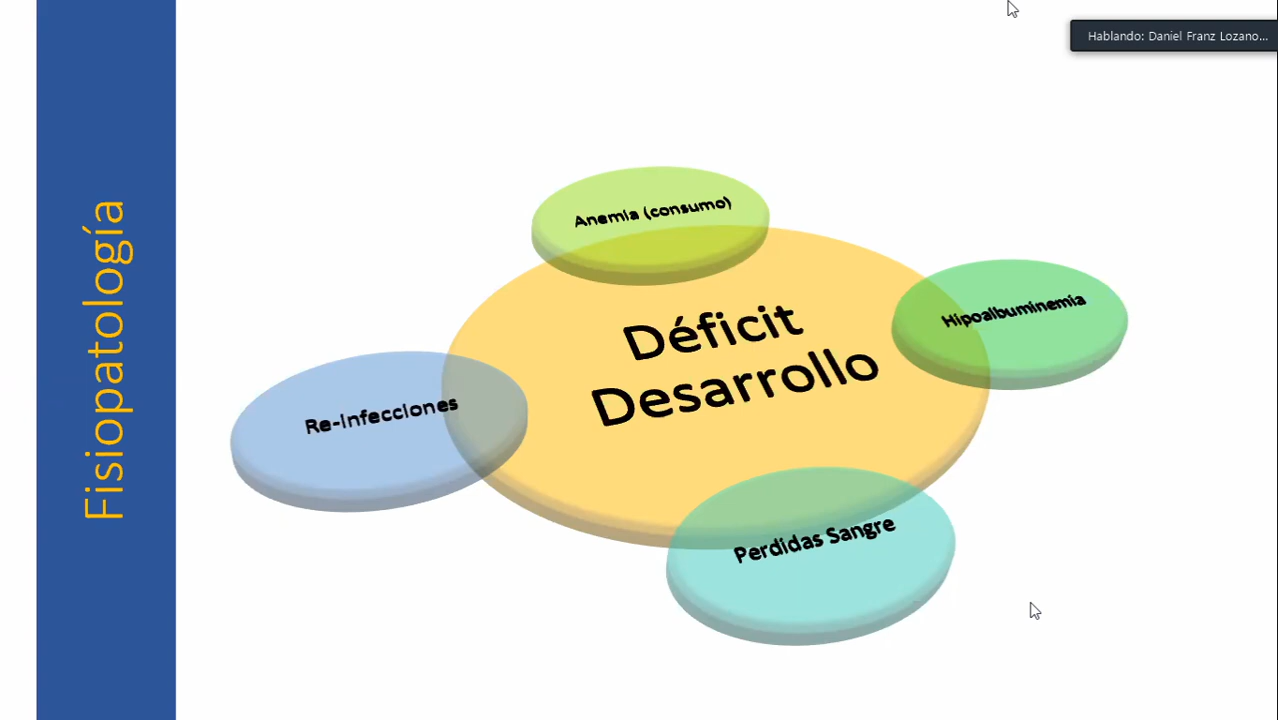 Hablando: Daniel Franz Lozano...
Fisiopatología
Anemia (consumo)
Hipoalbuminemia
Déficit
Desarrollo
Re-Infecciones
Perdidas Sangre